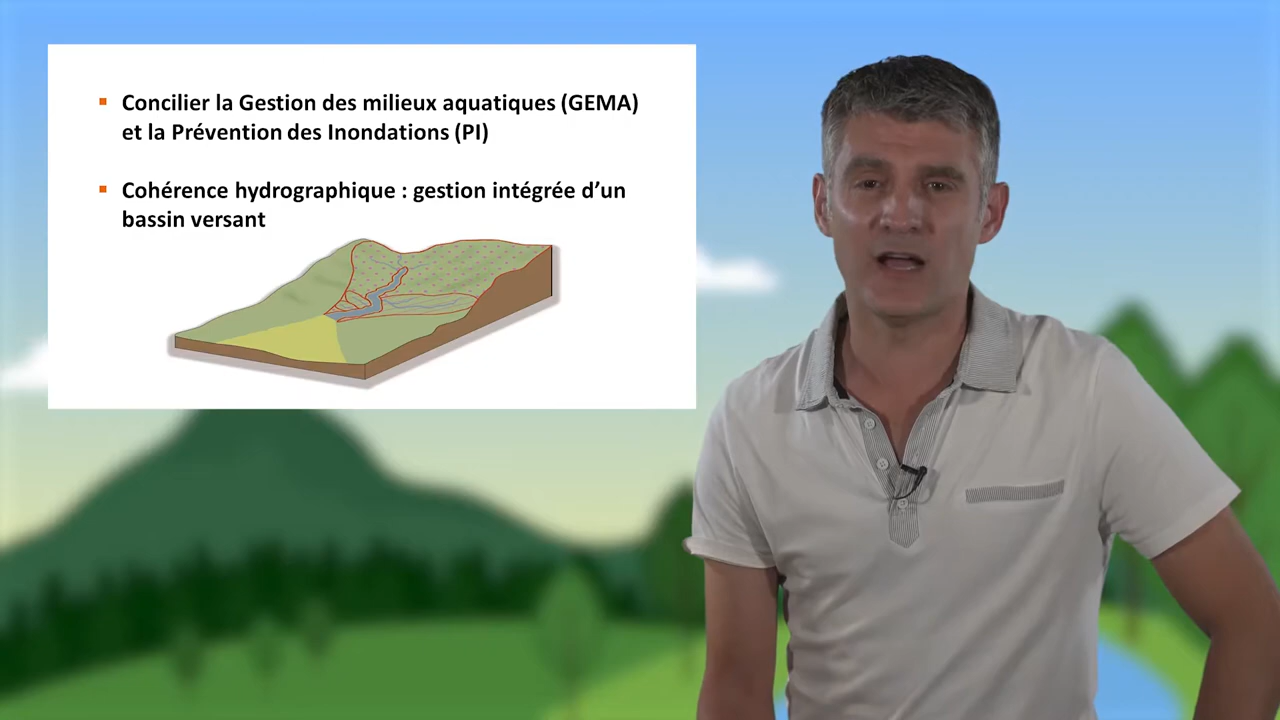 Concilier la Gestion des milieux aquatiques (GEMA)
et la Prévention des Inondations (PI)
Cohérence hydrographique : gestion intégrée d’un
bassin versant